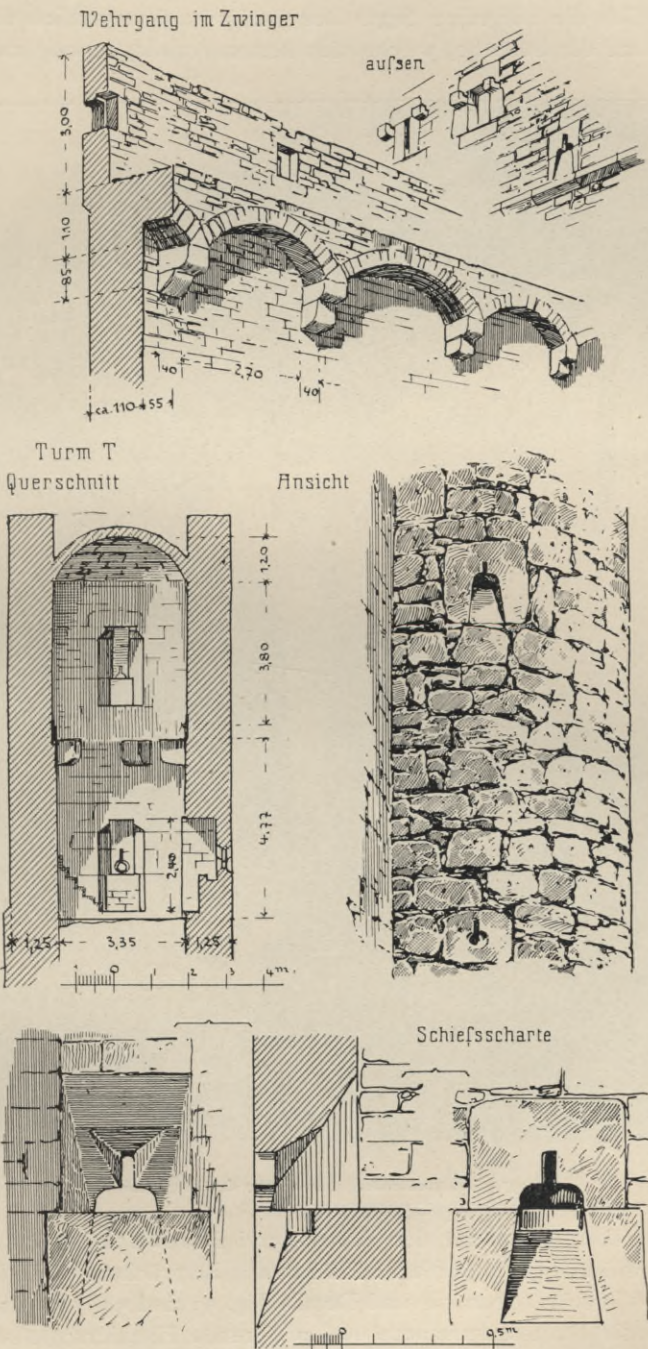 Wehrgang im Zwinger
aufsen
3,00
1.10
85
40
2,70
40
ca. 110
55
Turm T
Querschnitt
Ansicht
1,20
3,80
4,77
2,40
1,25
3,35
1,25
0 1 2 3 4 m.
Schiefsscharte
0 0,5 m